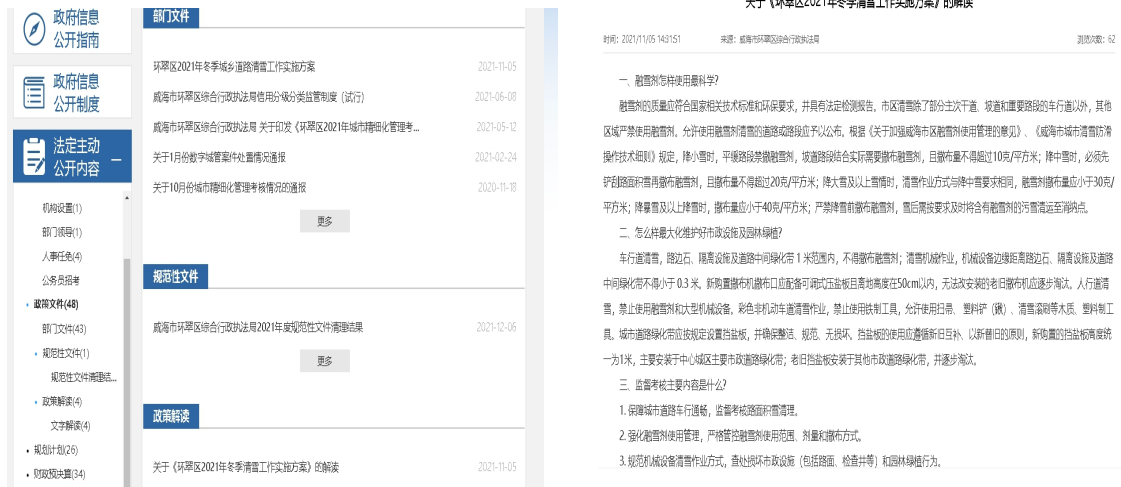 政府信息
公开指南
政府信息
公开制度
法定主动
公开内容
机构设置(1)
部门领导(1)
人事任免(4)
公务员招考
政策文件(48)
部门文件(43)
规范性文件(1)
规范性文件清理结...
政策解读(4)
文字解读(4)
规划计划(26)
财政预决算(34)
部门文件
环翠区2021年冬季城乡道路清雪工作实施方案 2021-11-05
威海市环翠区综合行政执法局信用分级分类监管制度（试行） 2021-06-08
威海市环翠区综合行政执法局 关于印发《环翠区2021年城市精细化管理考... 2021-05-12
关于1月份数字城管案件处置情况通报 2021-02-24
关于10月份城市精细化管理考核情况的通报 2020-11-18
更多
规范性文件
威海市环翠区综合行政执法局2021年度规范性文件清理结果 2021-12-06
更多
政策解读
关于《环翠区2021年冬季清雪工作实施方案》的解读 2021-11-05
关于《环翠区2021年冬季清雪工作实施方案》的解读
时间：2021/11/05 14:31:51 来源：威海市环翠区综合行政执法局 浏览次数：62
一、融雪剂怎样使用最科学?
融雪剂的质量应符合国家相关技术标准和环保要求，并具有法定检测报告。市区清雪除了部分主次干道、坡道和重要路段的车行道以外，其他
区域严禁使用融雪剂。允许使用融雪剂清雪的道路或路段应予以公布。根据《关于加强威海市区融雪剂使用管理的意见》、《威海市城市清雪防滑
操作技术细则》规定，降小雪时，平缓路段禁撒融雪剂，坡道路段结合实际需要撒布融雪剂，且撒布量不得超过10克/平方米；降中雪时，必须先
铲刮路面积雪再撒布融雪剂，且撒布量不得超过20克/平方米；降大雪及以上雪情时，清雪作业方式与降中雪要求相同，融雪剂撒布量应小于30克/
平方米；降暴雪及以上降雪时，撒布量应小于40克/平方米；严禁降雪前撒布融雪剂，雪后需按要求及时将含有融雪剂的污雪清运至消纳点。
二、怎么样最大化维护好市政设施及园林绿植?
车行道清雪，路边石、隔离设施及道路中间绿化带 1 米范围内，不得撒布融雪剂；清雪机械作业，机械设备边缘距离路边石、隔离设施及道路
中间绿化带不得小于 0.3 米。新购置撒布机撒布口应配备可调式压盐板且离地高度在50cm以内，无法改安装的老旧撒布机应逐步淘汰。人行道清
雪，禁止使用融雪剂和大型机械设备。彩色非机动车道清雪作业，禁止使用铁制工具，允许使用扫帚、塑料铲（锹）、清雪滚刷等木质、塑料制工
具。城市道路绿化带应按规定设置挡盐板，并确保整洁、规范、无损坏、挡盐板的使用应遵循新旧互补、以新替旧的原则，新购置的挡盐板高度统
一为1米，主要安装于中心城区主要市政道路绿化带；老旧挡盐板安装于其他市政道路绿化带，并逐步淘汰。
三、监督考核主要内容是什么?
1. 保障城市道路车行通畅，监督考核路面积雪清理。
2. 强化融雪剂使用管理，严格管控融雪剂使用范围、剂量和撒布方式。
3. 规范机械设备清雪作业方式，查处损坏市政设施（包括路面、检查井等）和园林绿植行为。